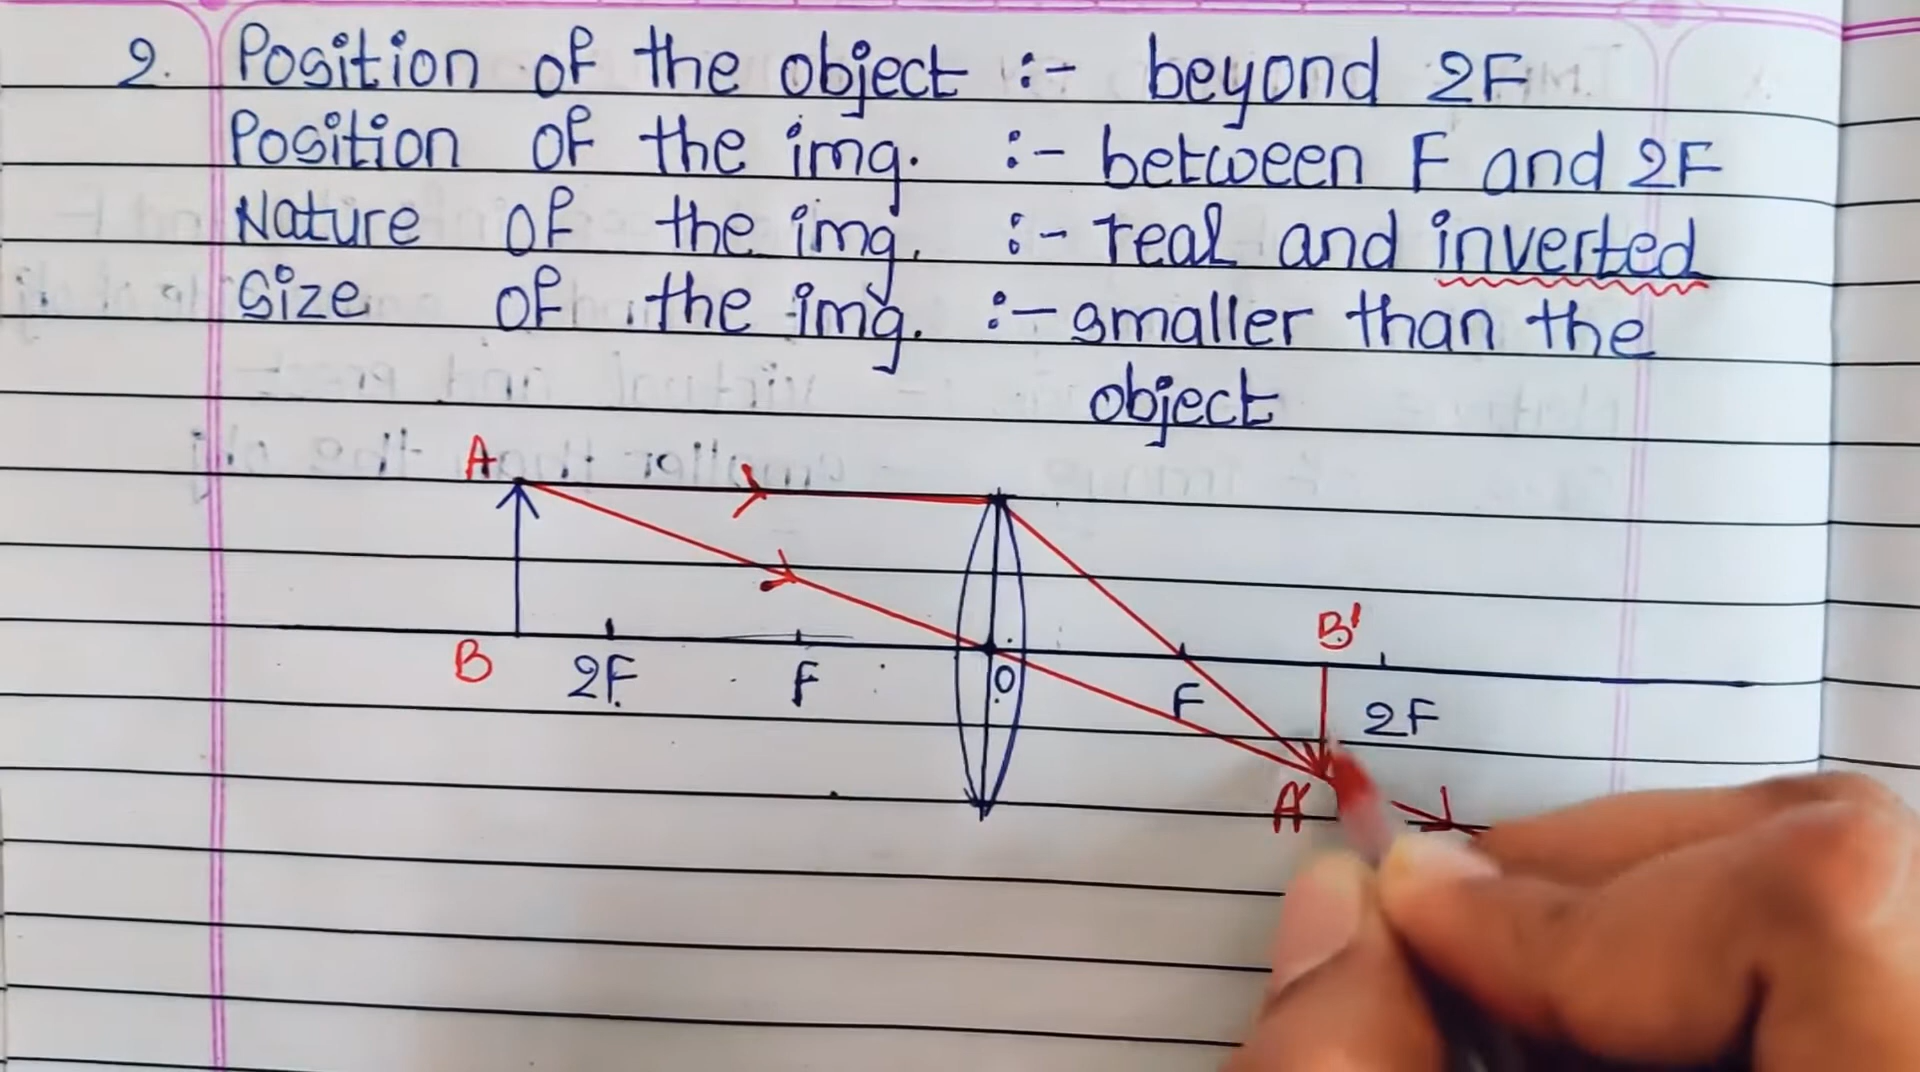 2. Position of the object :- beyond 2F
Position of the img. :- between F and 2F
Nature of the img. :- real and inverted
Size of the img. :- smaller than the
object
A
B'
B 2F F O F 2F
A'